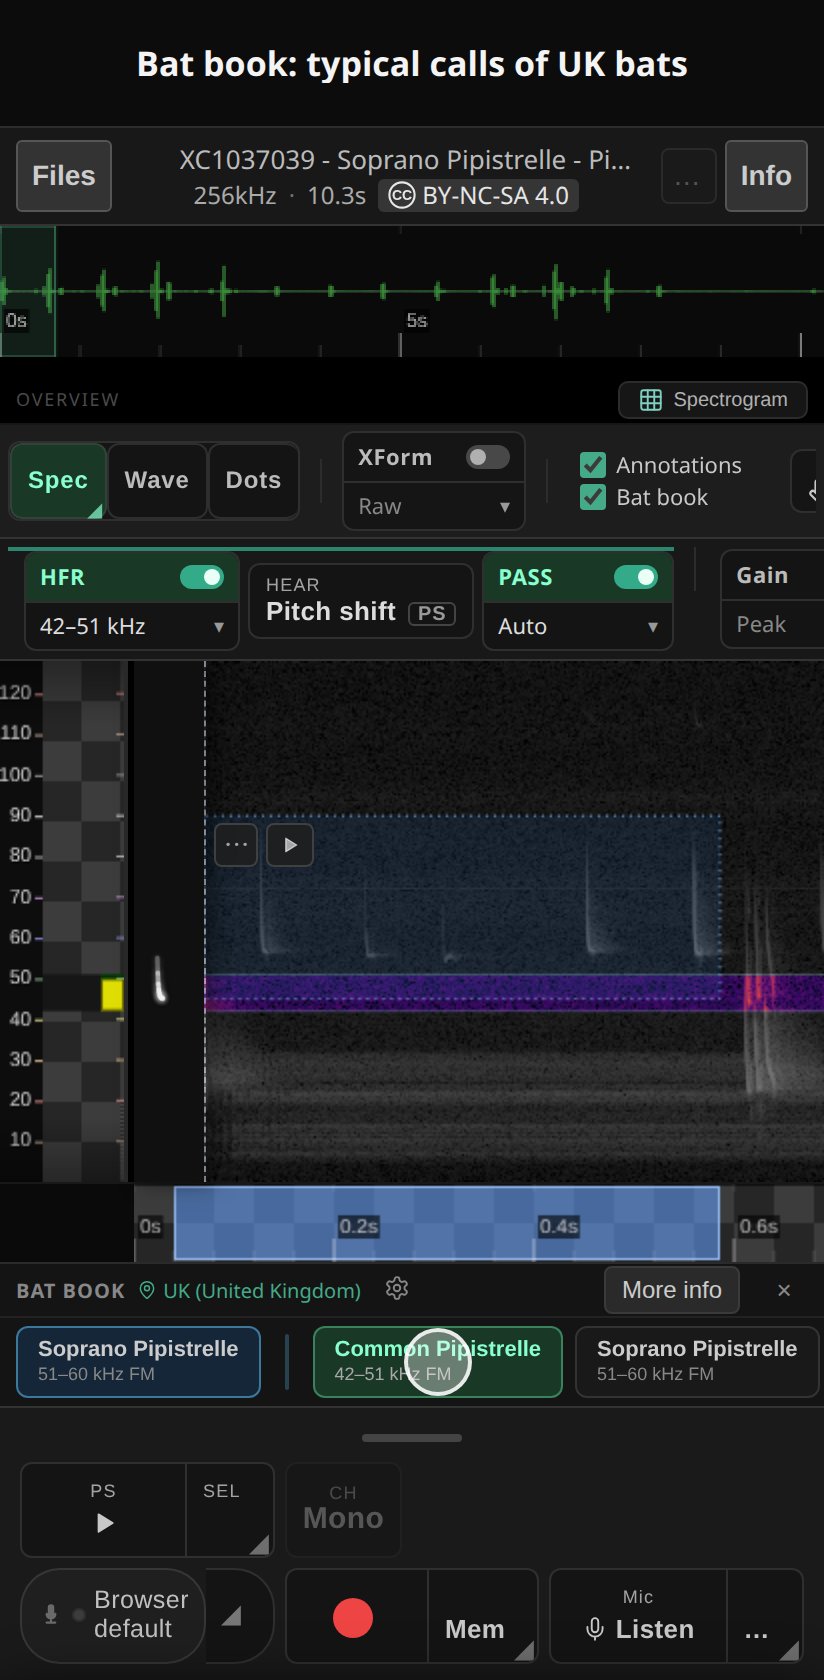 Bat book: typical calls of UK bats
Files
XC1037039 - Soprano Pipistrelle - Pi...
256kHz · 10.3s CC BY-NC-SA 4.0
...
Info
0s
5s
OVERVIEW
Spectrogram
Spec
Wave
Dots
XForm
Raw
Annotations
Bat book
HFR
42–51 kHz
HEAR
Pitch shift PS
PASS
Auto
Gain
Peak
120
110
100
90
80
70
60
50
40
30
20
10
...
0s
0.2s
0.4s
0.6s
BAT BOOK UK (United Kingdom)
More info
×
Soprano Pipistrelle
51–60 kHz FM
Common Pipistrelle
42–51 kHz FM
Soprano Pipistrelle
51–60 kHz FM
PS
SEL
CH
Mono
Browser
default
Mem
Mic
Listen
...